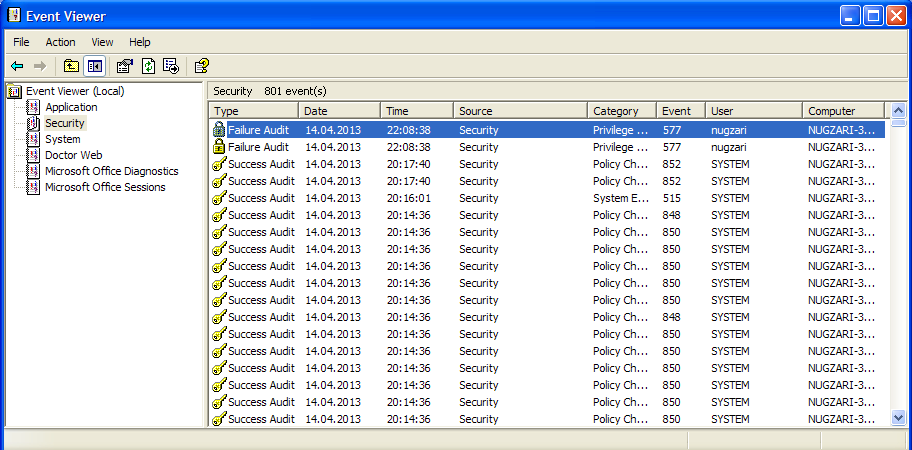 Event Viewer
File Action View Help
Event Viewer (Local)
Application
Security
System
Doctor Web
Microsoft Office Diagnostics
Microsoft Office Sessions
Security 801 event(s)
Type Date Time Source Category Event User Computer
Failure Audit 14.04.2013 22:08:38 Security Privilege ... 577 nugzari NUGZARI-3...
Failure Audit 14.04.2013 22:08:38 Security Privilege ... 577 nugzari NUGZARI-3...
Success Audit 14.04.2013 20:17:40 Security Policy Ch... 852 SYSTEM NUGZARI-3...
Success Audit 14.04.2013 20:17:40 Security Policy Ch... 852 SYSTEM NUGZARI-3...
Success Audit 14.04.2013 20:16:01 Security System E... 515 SYSTEM NUGZARI-3...
Success Audit 14.04.2013 20:14:36 Security Policy Ch... 848 SYSTEM NUGZARI-3...
Success Audit 14.04.2013 20:14:36 Security Policy Ch... 850 SYSTEM NUGZARI-3...
Success Audit 14.04.2013 20:14:36 Security Policy Ch... 850 SYSTEM NUGZARI-3...
Success Audit 14.04.2013 20:14:36 Security Policy Ch... 850 SYSTEM NUGZARI-3...
Success Audit 14.04.2013 20:14:36 Security Policy Ch... 850 SYSTEM NUGZARI-3...
Success Audit 14.04.2013 20:14:36 Security Policy Ch... 850 SYSTEM NUGZARI-3...
Success Audit 14.04.2013 20:14:36 Security Policy Ch... 848 SYSTEM NUGZARI-3...
Success Audit 14.04.2013 20:14:36 Security Policy Ch... 850 SYSTEM NUGZARI-3...
Success Audit 14.04.2013 20:14:36 Security Policy Ch... 850 SYSTEM NUGZARI-3...
Success Audit 14.04.2013 20:14:36 Security Policy Ch... 850 SYSTEM NUGZARI-3...
Success Audit 14.04.2013 20:14:36 Security Policy Ch... 850 SYSTEM NUGZARI-3...
Success Audit 14.04.2013 20:14:36 Security Policy Ch... 850 SYSTEM NUGZARI-3...
Success Audit 14.04.2013 20:14:36 Security Policy Ch... 850 SYSTEM NUGZARI-3...